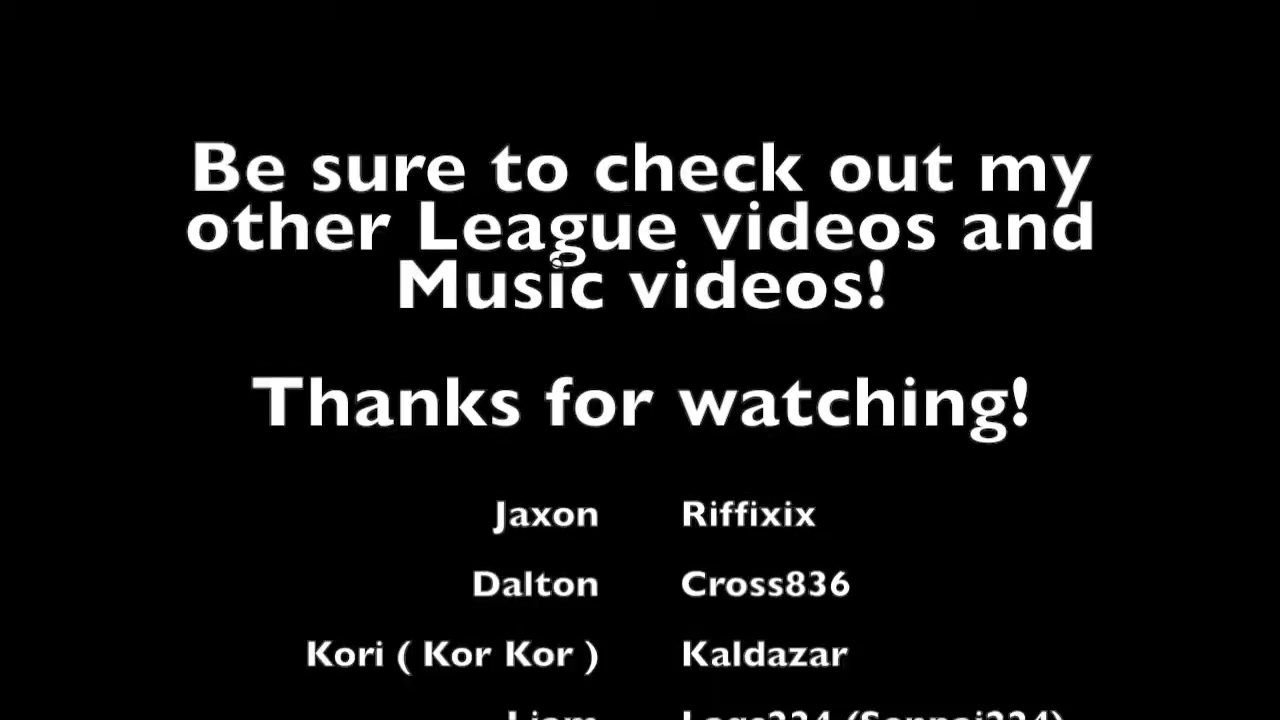 Be sure to check out my
other League videos and
Music videos!
Thanks for watching!
Jaxon Riffixix
Dalton Cross836
Kori ( Kor Kor ) Kaldazar
Liam